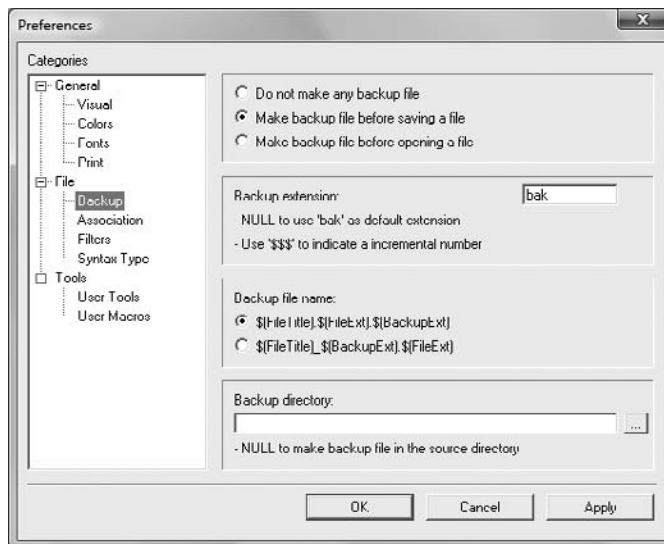 Preferences
X
Categories
General
Visual
Colors
Fonts
Print
File
Backup
Association
Filters
Syntax Type
Tools
User Tools
User Macros
Do not make any backup file
Make backup file before saving a file
Make backup file before opening a file
Backup extension: bak
NULL to use 'bak' as default extension
- Use '$$$' to indicate a incremental number
Backup file name:
$(FileTitle).$(FileExt).$(BackupExt)
$(FileTitle)_$(BackupExt).$(FileExt)
Backup directory:
...
- NULL to make backup file in the source directory
OK Cancel Apply